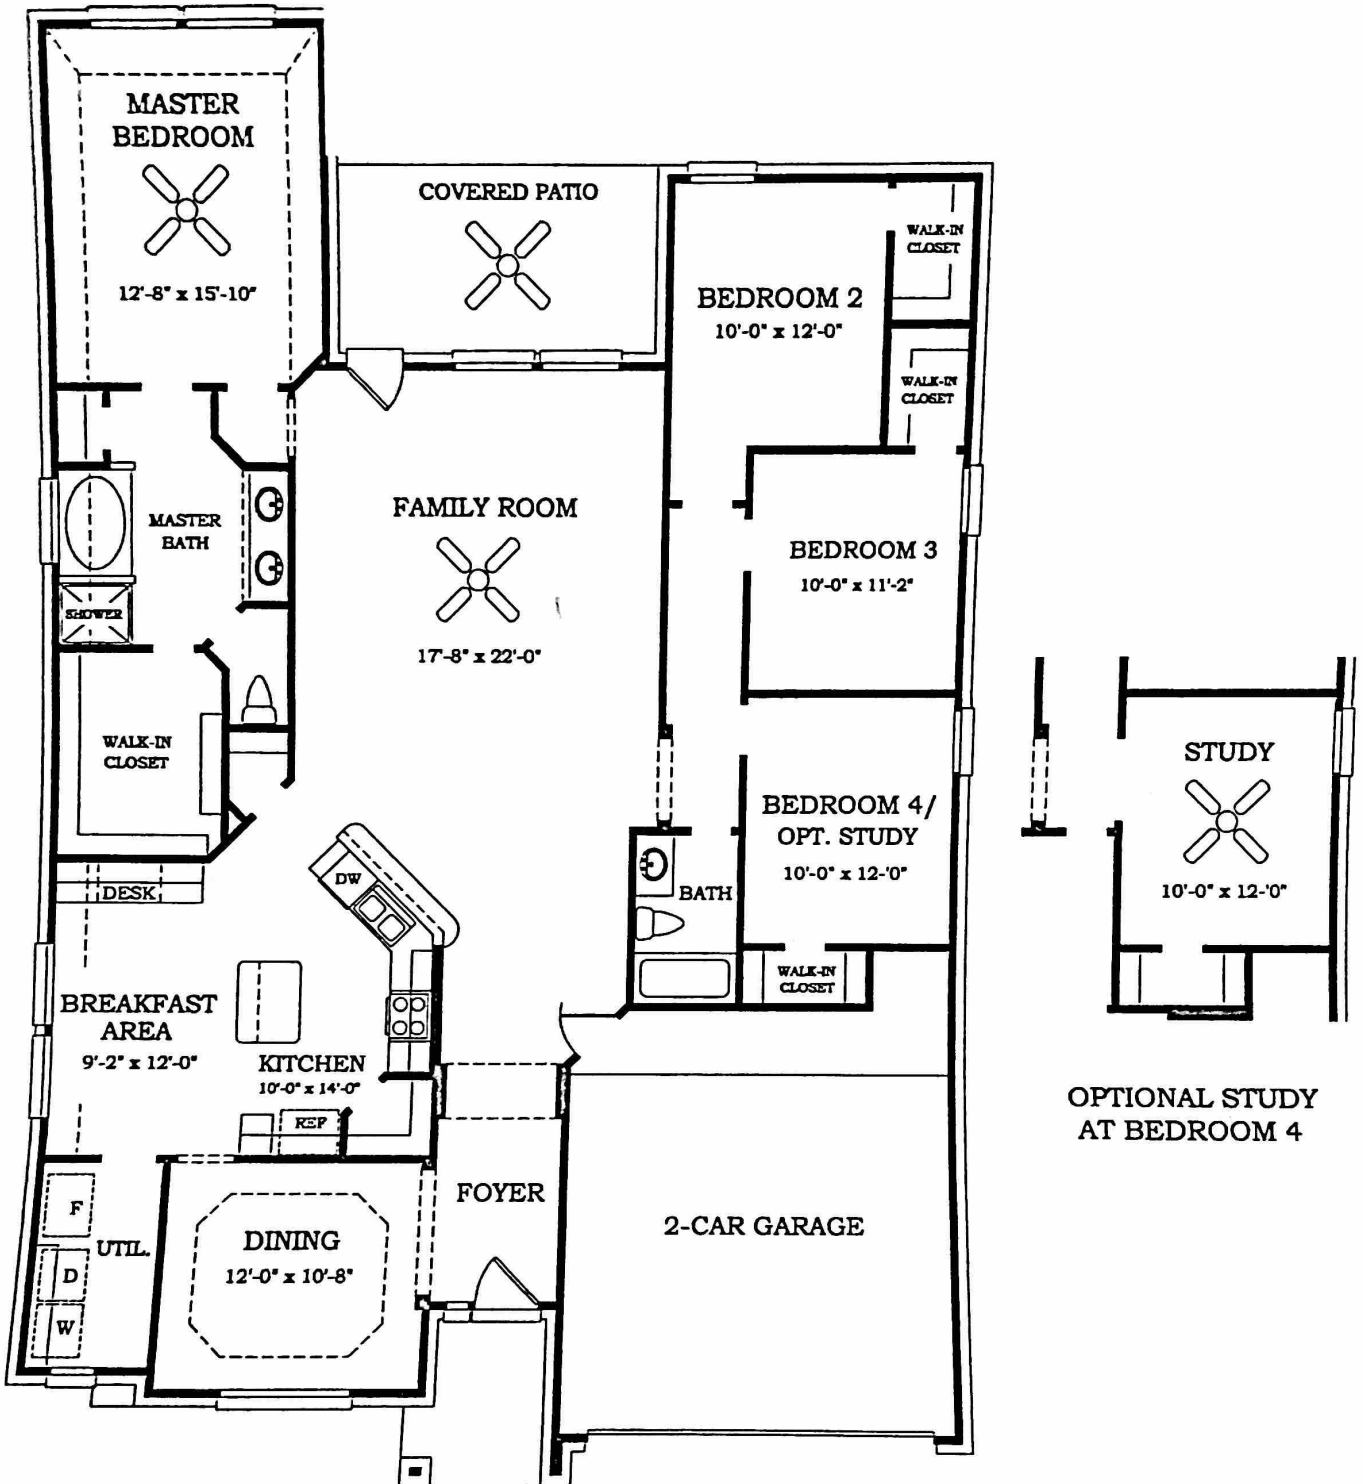 MASTER
BEDROOM
12'-8" x 15'-10"
COVERED PATIO
WALK-IN
CLOSET
BEDROOM 2
10'-0" x 12'-0"
WALK-IN
CLOSET
FAMILY ROOM
17'-8" x 22'-0"
MASTER
BATH
SHOWER
BEDROOM 3
10'-0" x 11'-2"
WALK-IN
CLOSET
BEDROOM 4/
OPT. STUDY
10'-0" x 12-'0"
STUDY
10'-0" x 12-'0"
DESK
DW
BATH
WALK-IN
CLOSET
BREAKFAST
AREA
9'-2" x 12'-0"
KITCHEN
10'-0" x 14'-0"
REF
OPTIONAL STUDY
AT BEDROOM 4
F
UTIL.
D
W
DINING
12'-0" x 10'-8"
FOYER
2-CAR GARAGE